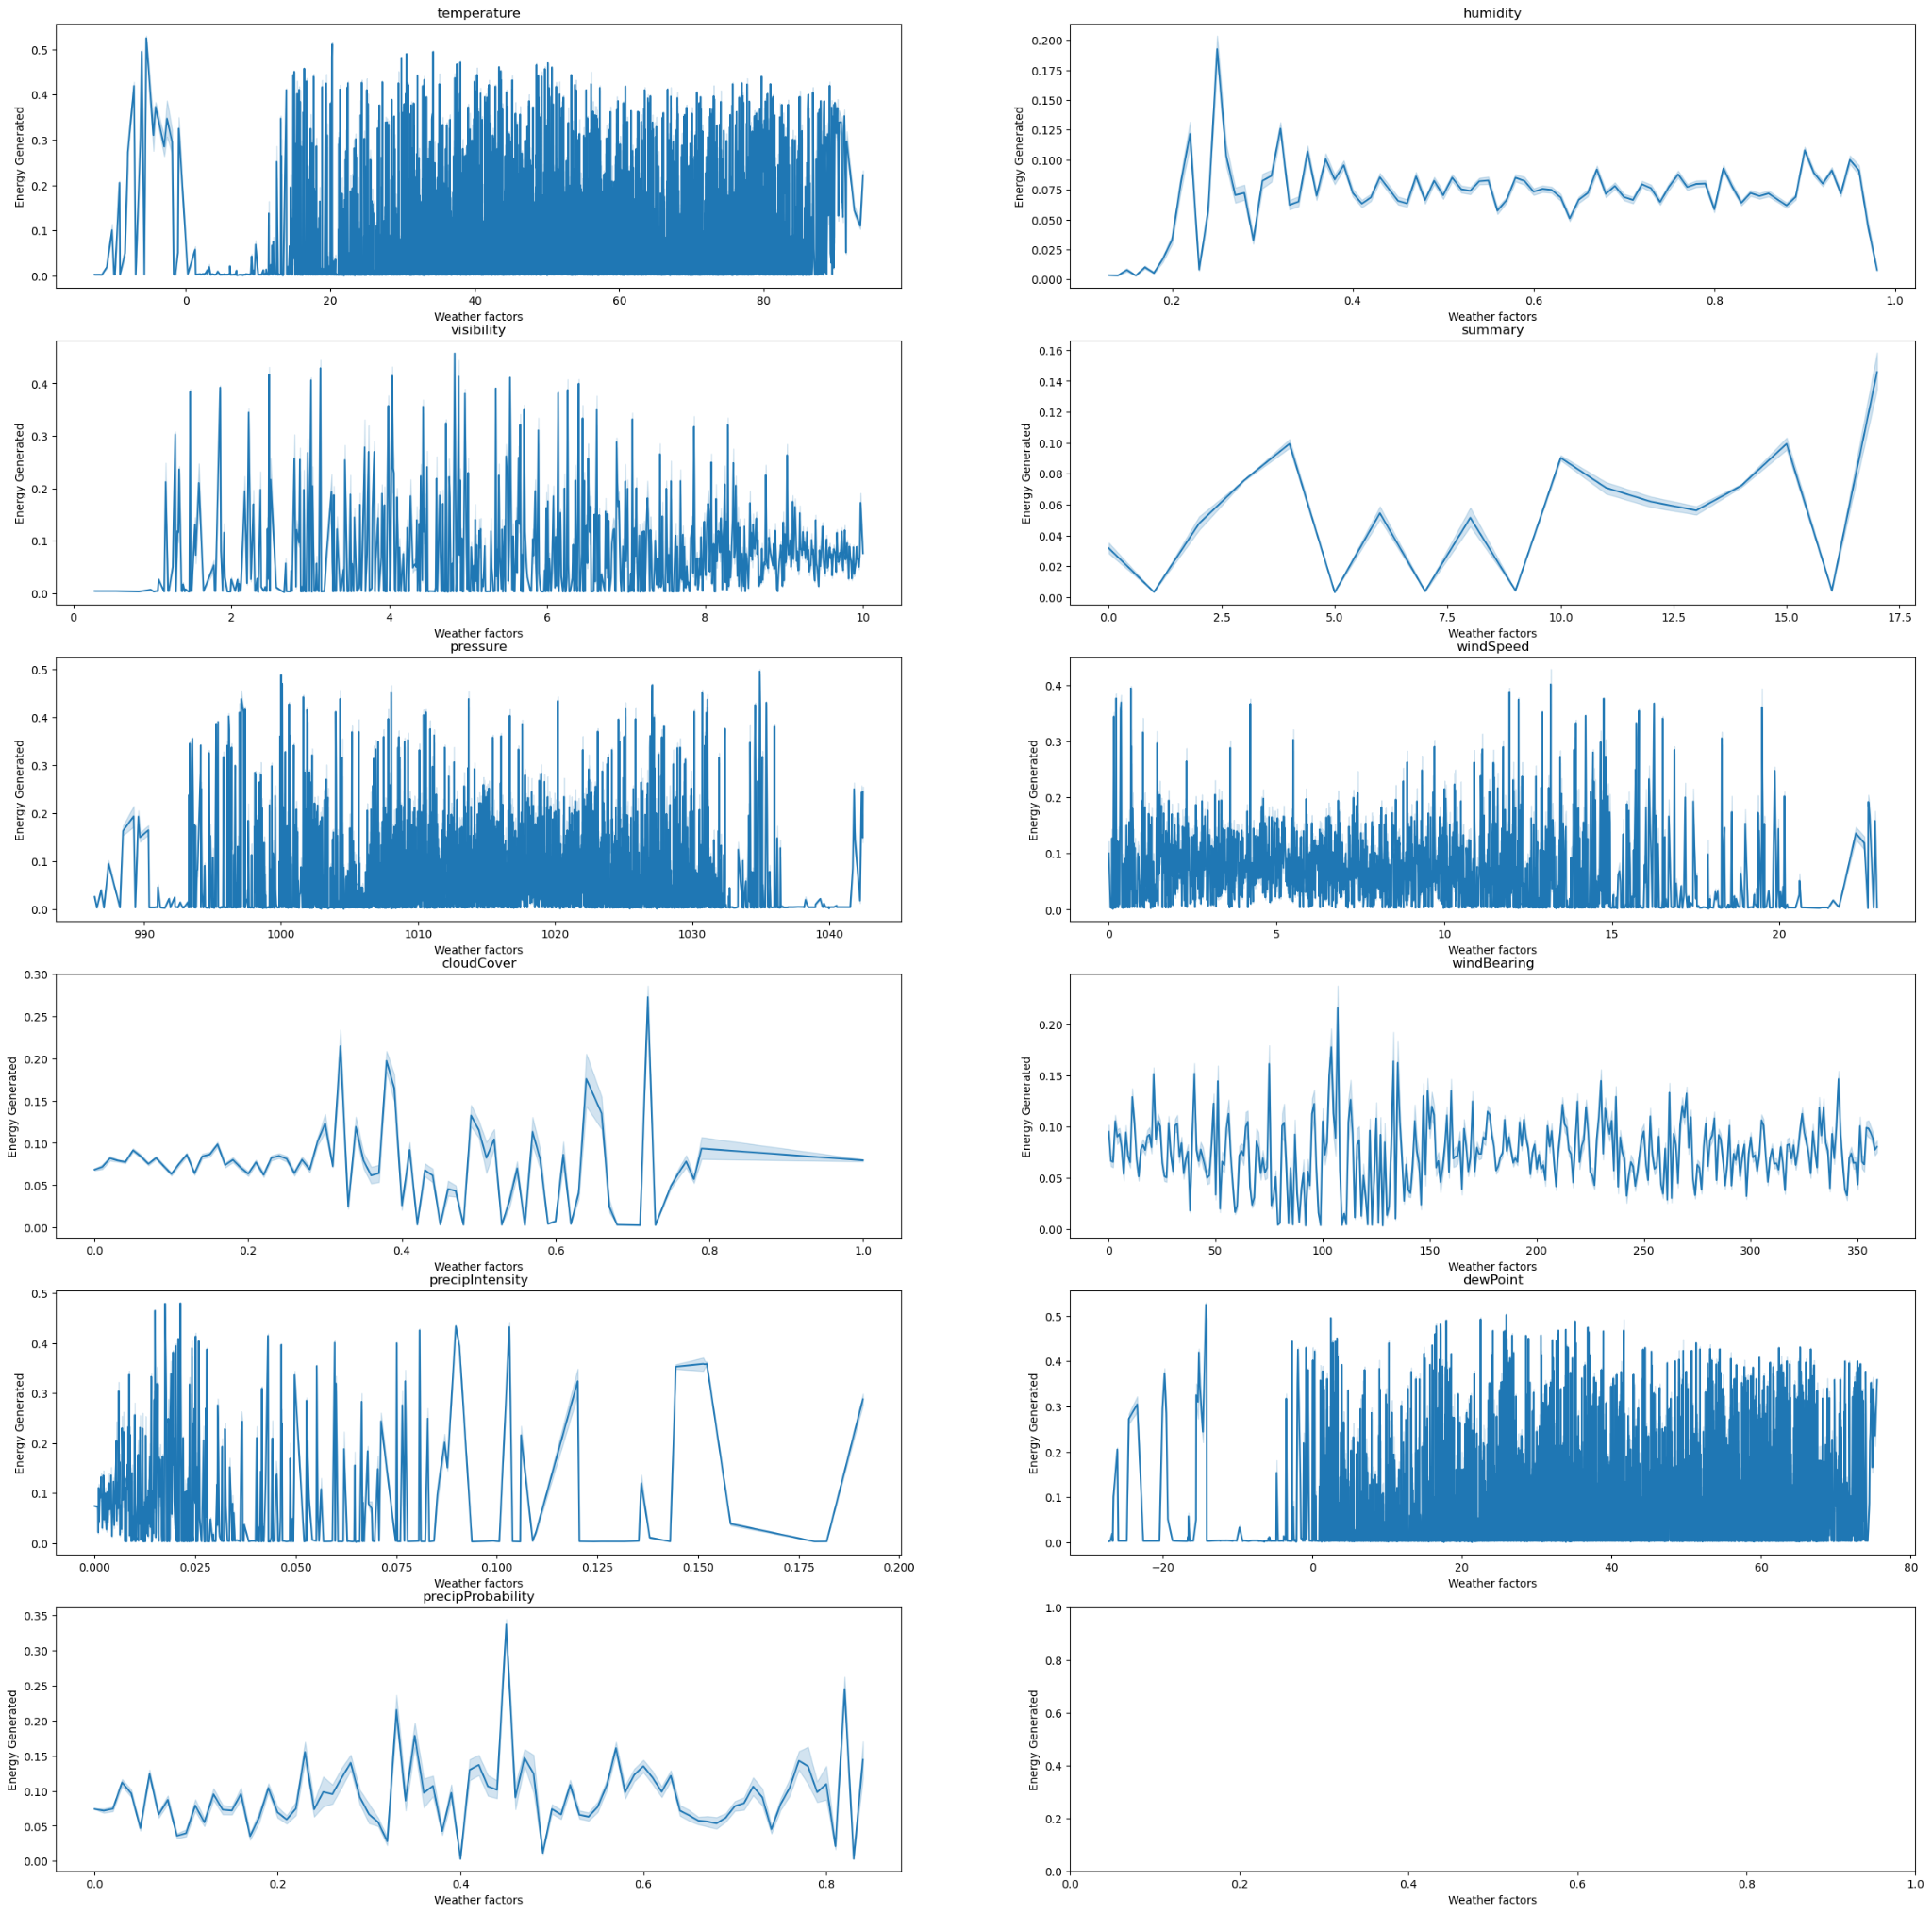 temperature
Energy Generated
0.5
0.4
0.3
0.2
0.1
0.0
0 20 40 60 80
Weather factors
humidity
Energy Generated
0.200
0.175
0.150
0.125
0.100
0.075
0.050
0.025
0.000
0.2 0.4 0.6 0.8 1.0
Weather factors
visibility
Energy Generated
0.4
0.3
0.2
0.1
0.0
0 2 4 6 8 10
Weather factors
summary
Energy Generated
0.16
0.14
0.12
0.10
0.08
0.06
0.04
0.02
0.00
0.0 2.5 5.0 7.5 10.0 12.5 15.0 17.5
Weather factors
pressure
Energy Generated
0.5
0.4
0.3
0.2
0.1
0.0
990 1000 1010 1020 1030 1040
Weather factors
windSpeed
Energy Generated
0.4
0.3
0.2
0.1
0.0
0 5 10 15 20
Weather factors
cloudCover
Energy Generated
0.30
0.25
0.20
0.15
0.10
0.05
0.00
0.0 0.2 0.4 0.6 0.8 1.0
Weather factors
windBearing
Energy Generated
0.20
0.15
0.10
0.05
0.00
0 50 100 150 200 250 300 350
Weather factors
precipIntensity
Energy Generated
0.5
0.4
0.3
0.2
0.1
0.0
0.000 0.025 0.050 0.075 0.100 0.125 0.150 0.175 0.200
Weather factors
dewPoint
Energy Generated
0.5
0.4
0.3
0.2
0.1
0.0
−20 0 20 40 60 80
Weather factors
precipProbability
Energy Generated
0.35
0.30
0.25
0.20
0.15
0.10
0.05
0.00
0.0 0.2 0.4 0.6 0.8
Weather factors
Energy Generated
1.0
0.8
0.6
0.4
0.2
0.0
0.0 0.2 0.4 0.6 0.8 1.0
Weather factors